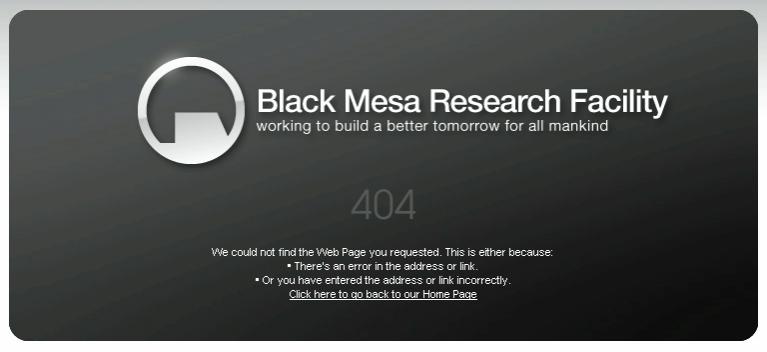 Black Mesa Research Facility
working to build a better tomorrow for all mankind
404
We could not find the Web Page you requested. This is either because:
• There's an error in the address or link.
• Or you have entered the address or link incorrectly.
Click here to go back to our Home Page